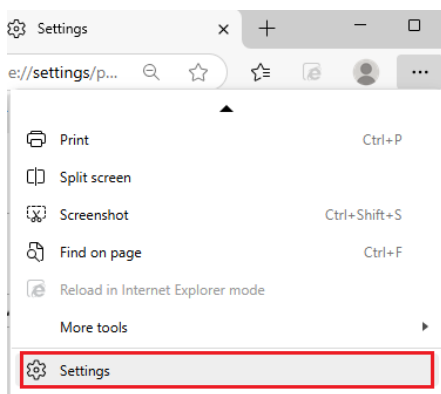 Settings
e://settings/p...
Print Ctrl+P
Split screen
Screenshot Ctrl+Shift+S
Find on page Ctrl+F
Reload in Internet Explorer mode
More tools
Settings